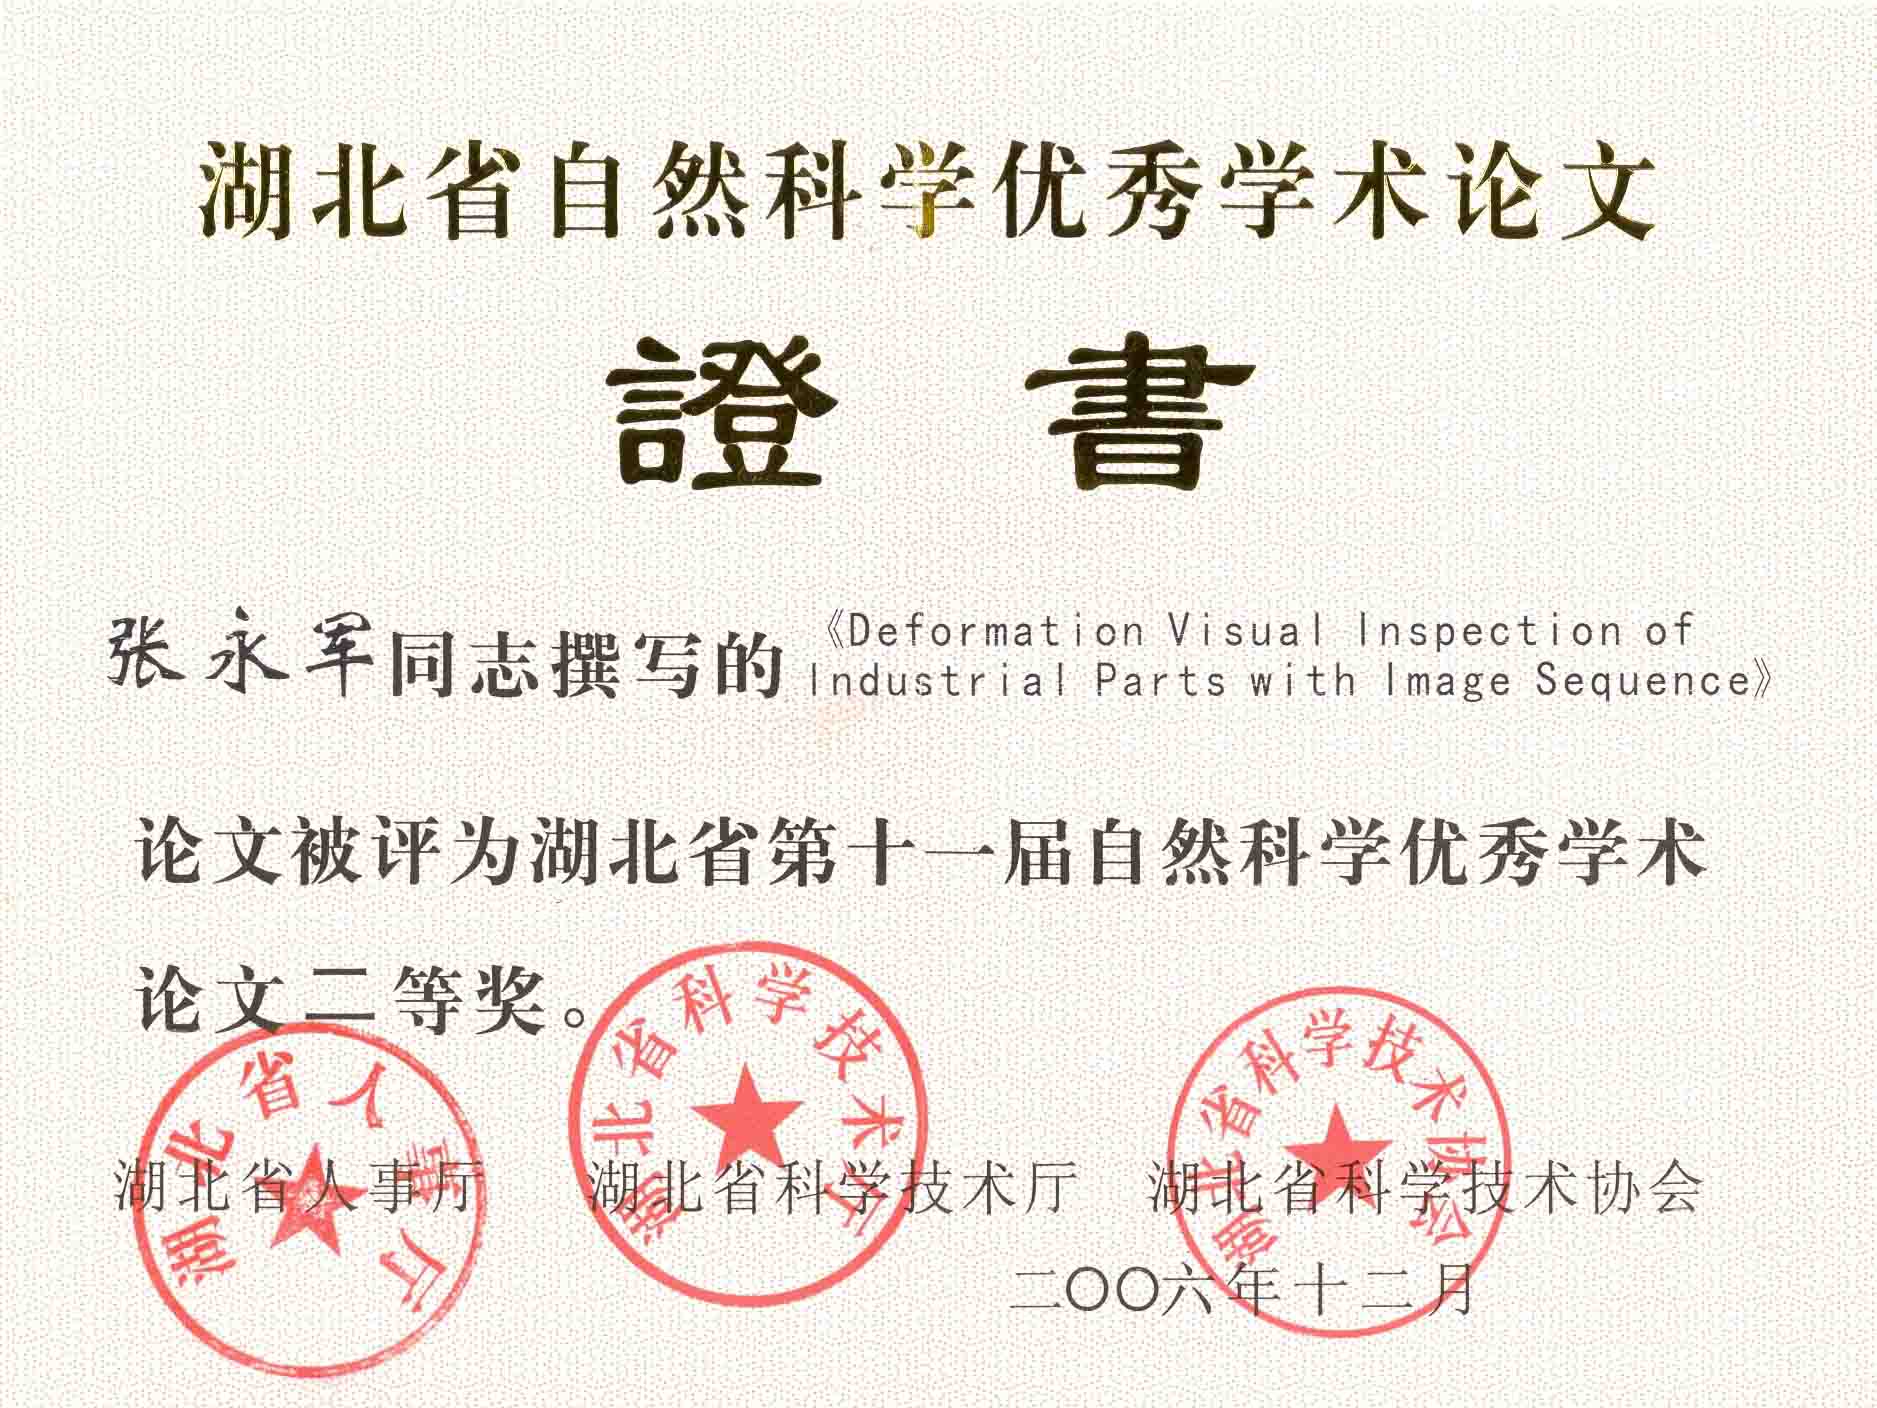 湖北省自然科学优秀学术论文
證書
张永军同志撰写的《Deformation Visual Inspection of
Industrial Parts with Image Sequence》
论文被评为湖北省第十一届自然科学优秀学术
论文二等奖。
湖北省人事厅
湖北省科学技术厅
湖北省科学技术协会
湖北省人事厅 湖北省科学技术厅 湖北省科学技术协会
二〇〇六年十二月